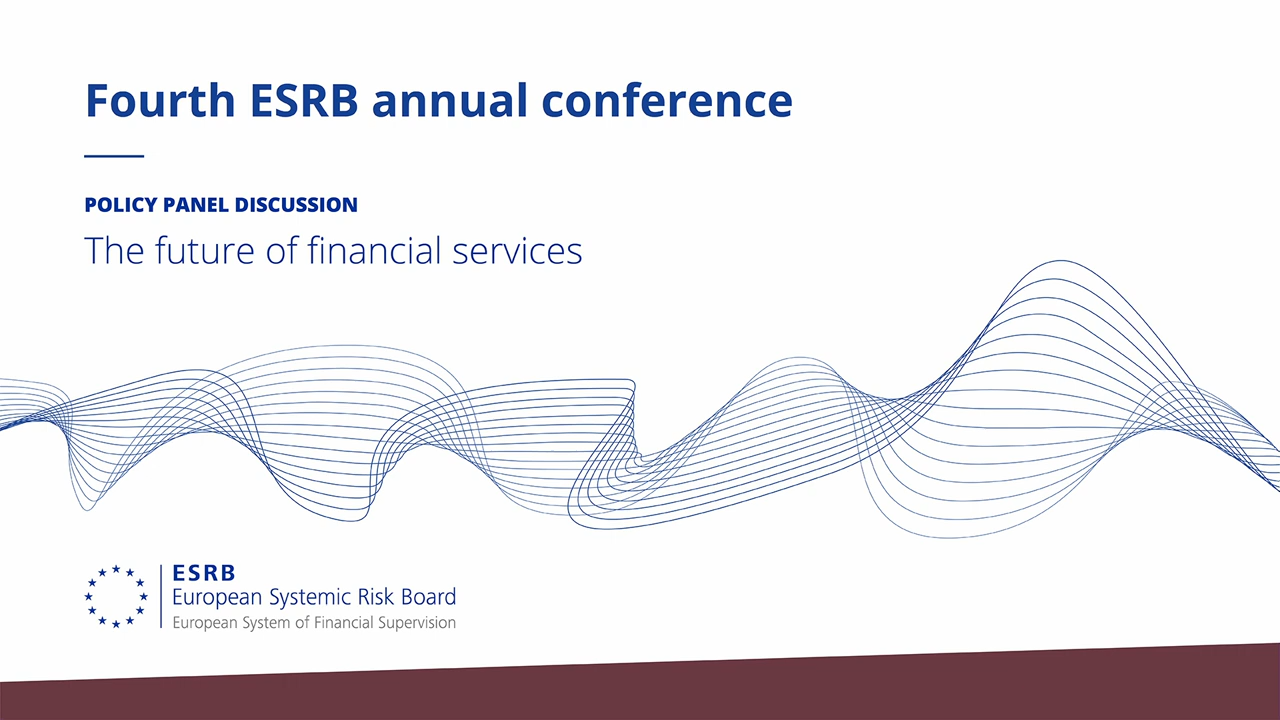 Fourth ESRB annual conference
POLICY PANEL DISCUSSION
The future of financial services
ESRB
European Systemic Risk Board
European System of Financial Supervision